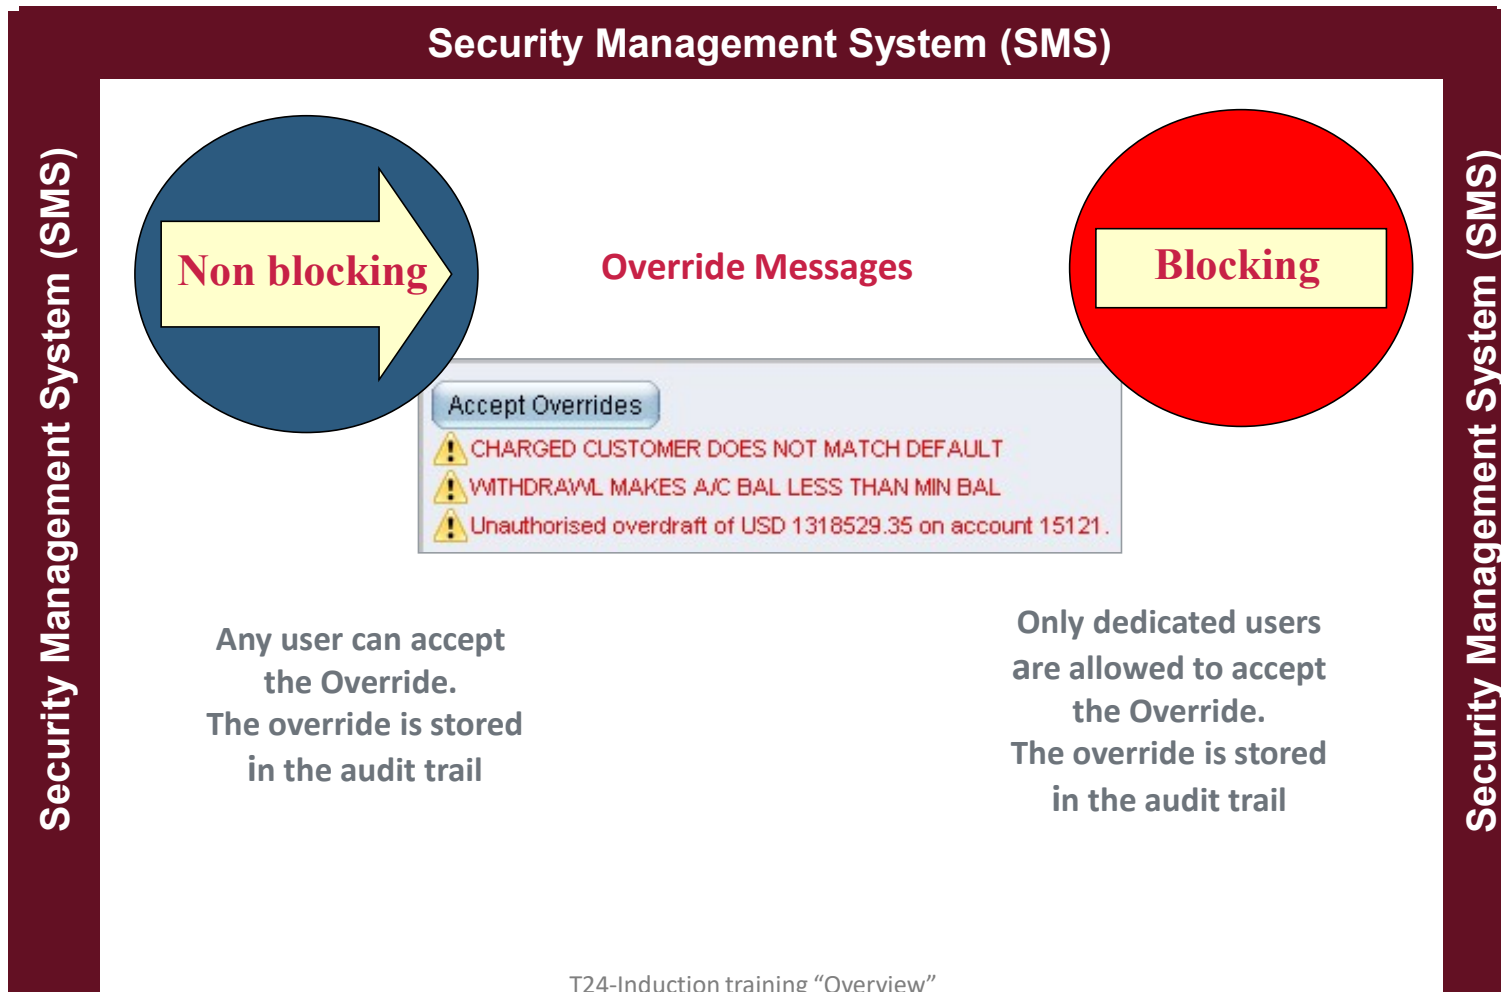 Security Management System (SMS)
Security Management System (SMS)
Non blocking
Override Messages
Blocking
Accept Overrides
CHARGED CUSTOMER DOES NOT MATCH DEFAULT
WITHDRAWL MAKES A/C BAL LESS THAN MIN BAL
Unauthorised overdraft of USD 1318529.35 on account 15121.
Any user can accept
the Override.
The override is stored
in the audit trail
Only dedicated users
are allowed to accept
the Override.
The override is stored
in the audit trail
Security Management System (SMS)
T24-Induction training “Overview”